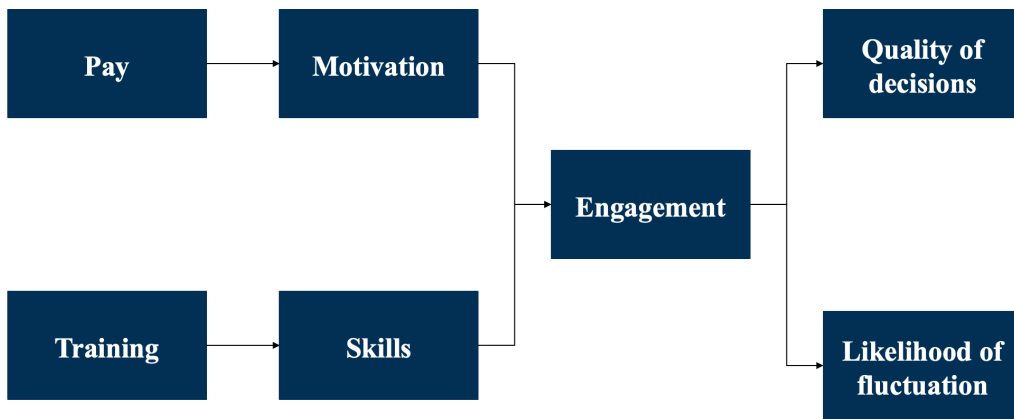 Pay
Motivation
Quality of
decisions
Engagement
Training
Skills
Likelihood of
fluctuation